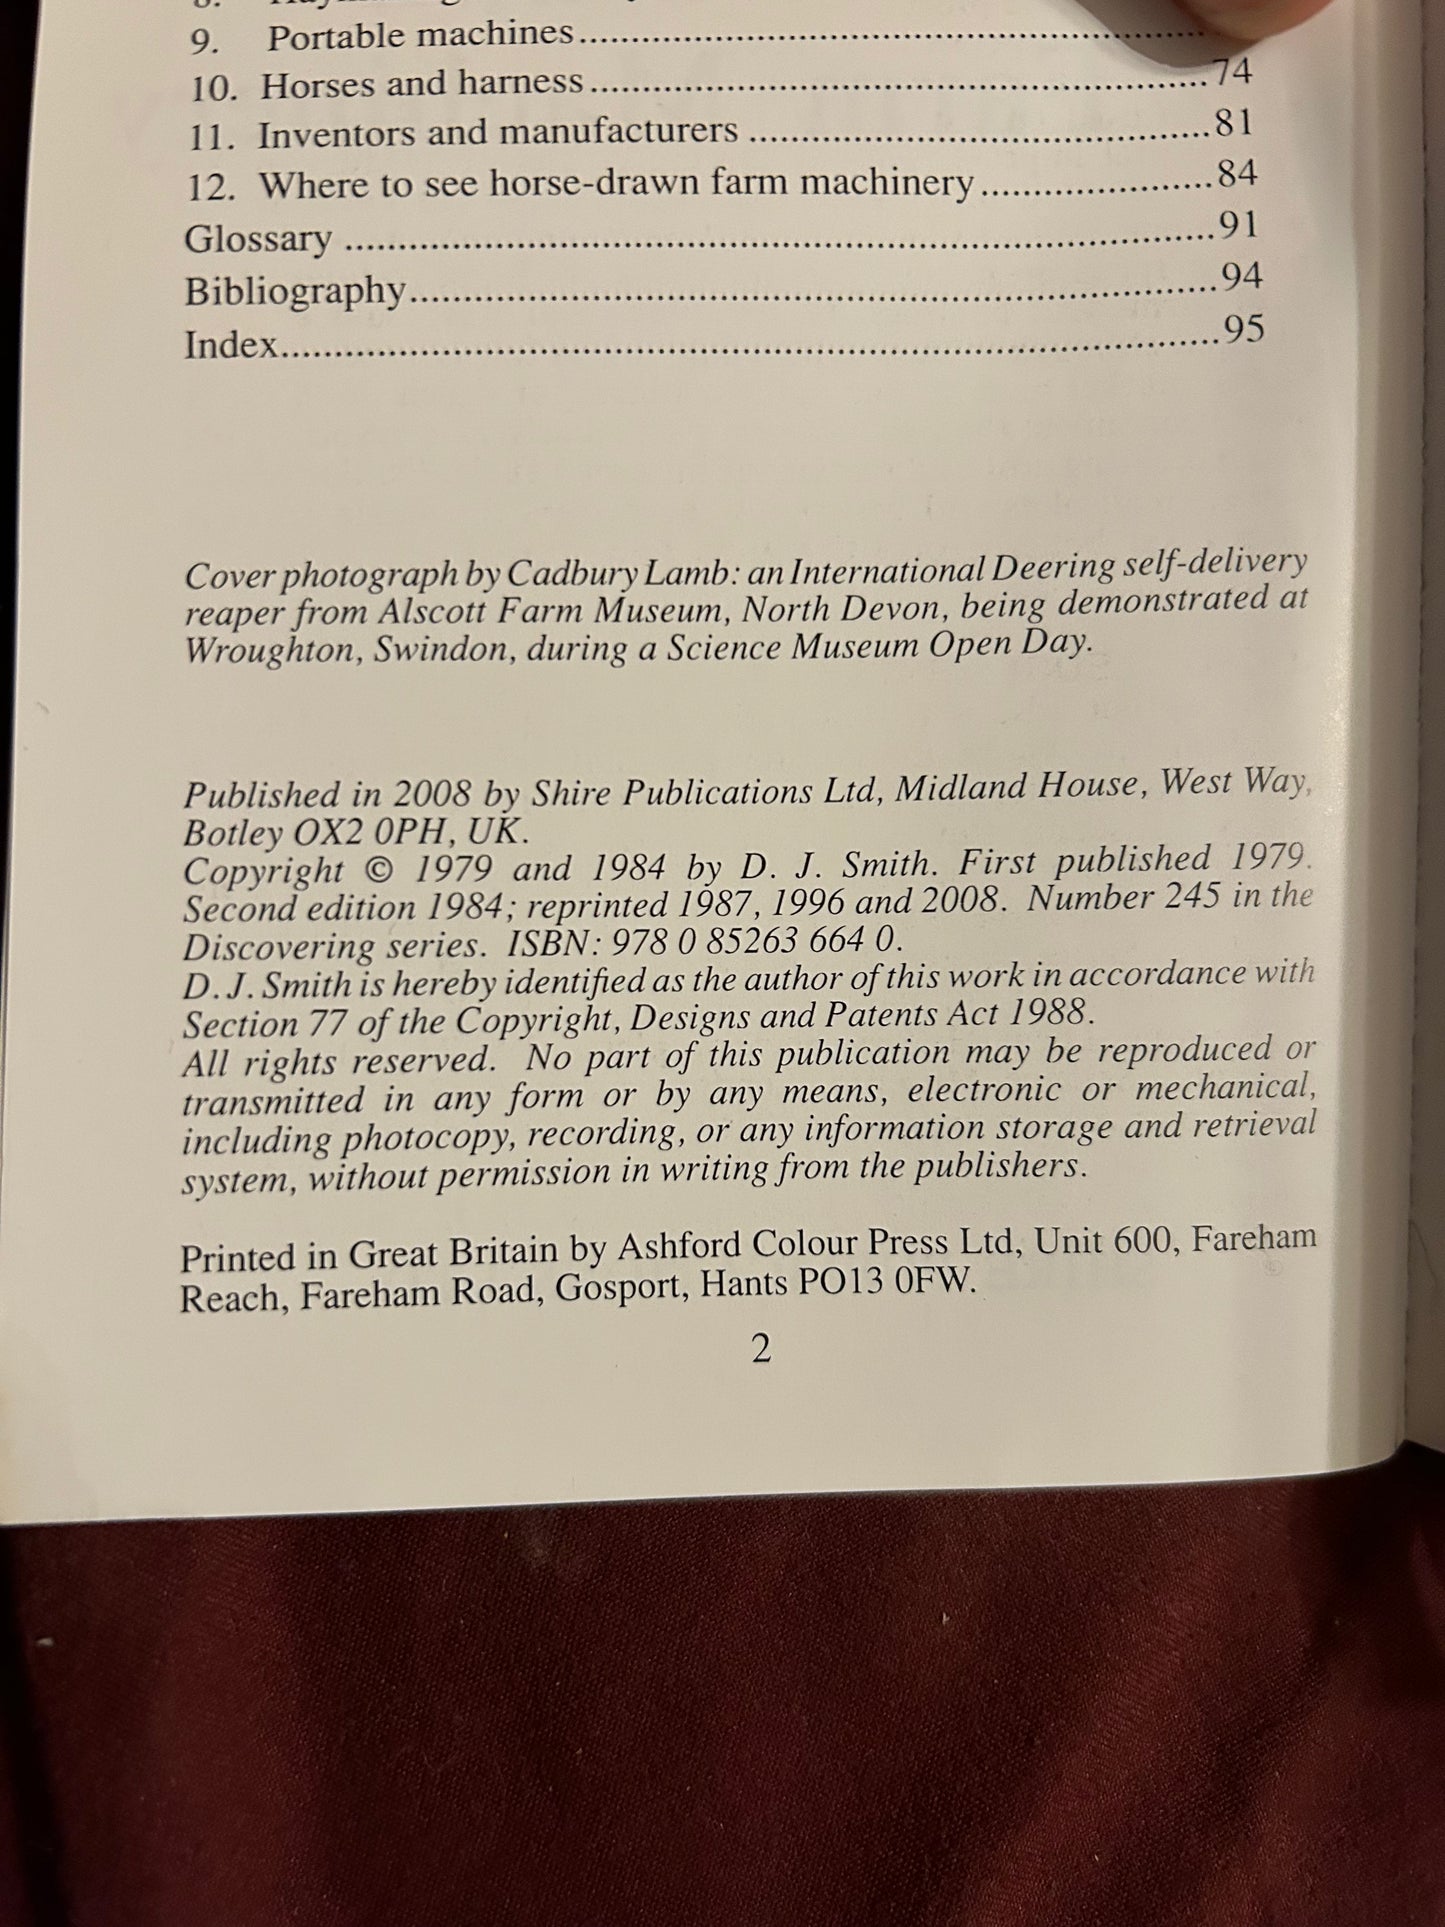 9. Portable machines
10. Horses and harness 74
11. Inventors and manufacturers 81
12. Where to see horse-drawn farm machinery 84
Glossary 91
Bibliography 94
Index 95
Cover photograph by Cadbury Lamb: an International Deering self-delivery
reaper from Alscott Farm Museum, North Devon, being demonstrated at
Wroughton, Swindon, during a Science Museum Open Day.
Published in 2008 by Shire Publications Ltd, Midland House, West Way,
Botley OX2 0PH, UK.
Copyright © 1979 and 1984 by D. J. Smith. First published 1979.
Second edition 1984; reprinted 1987, 1996 and 2008. Number 245 in the
Discovering series. ISBN: 978 0 85263 664 0.
D. J. Smith is hereby identified as the author of this work in accordance with
Section 77 of the Copyright, Designs and Patents Act 1988.
All rights reserved. No part of this publication may be reproduced or
transmitted in any form or by any means, electronic or mechanical,
including photocopy, recording, or any information storage and retrieval
system, without permission in writing from the publishers.
Printed in Great Britain by Ashford Colour Press Ltd, Unit 600, Fareham
Reach, Fareham Road, Gosport, Hants PO13 0FW.
2